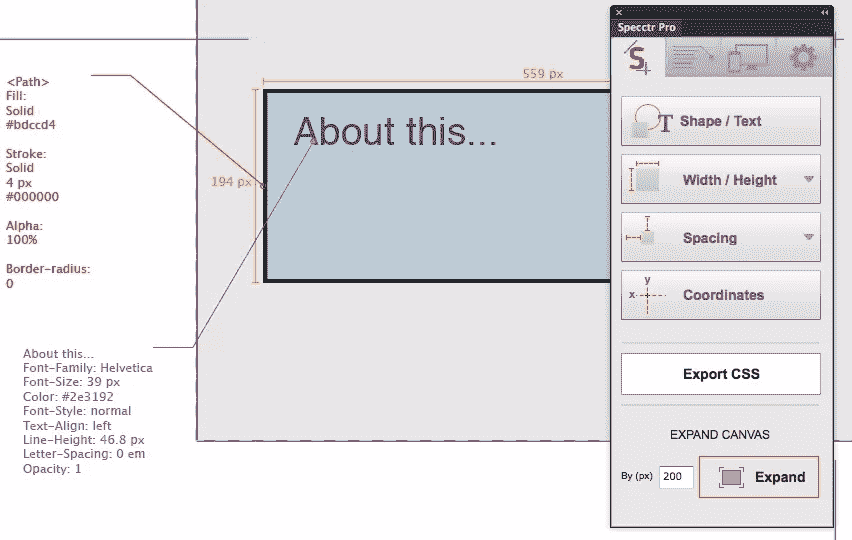 Specctr Pro
559 px
<Path>
Fill:
Solid
#bdccd4
Stroke:
Solid
4 px
#000000
Alpha:
100%
Border-radius:
0
About this...
194 px
About this...
Font-Family: Helvetica
Font-Size: 39 px
Color: #2e3192
Font-Style: normal
Text-Align: left
Line-Height: 46.8 px
Letter-Spacing: 0 em
Opacity: 1
S
T Shape / Text
Width / Height
Spacing
y
x
Coordinates
Export CSS
EXPAND CANVAS
By (px) 200 Expand